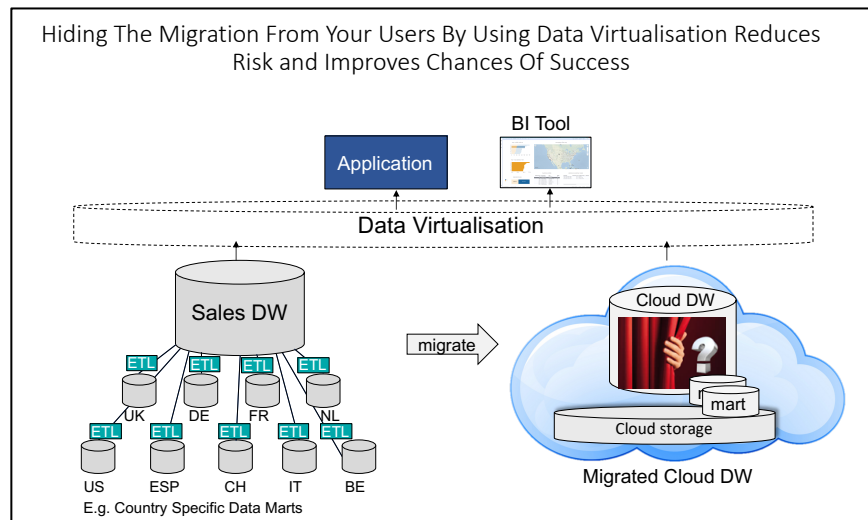 Hiding The Migration From Your Users By Using Data Virtualisation Reduces
Risk and Improves Chances Of Success
BI Tool
Application
Data Virtualisation
Sales DW
Cloud DW
migrate
?
ETL
ETL
ETL
ETL
UK
DE
FR
NL
mart
ETL
ETL
ETL
ETL
ETL
Cloud storage
US
ESP
CH
IT
BE
Migrated Cloud DW
E.g. Country Specific Data Marts